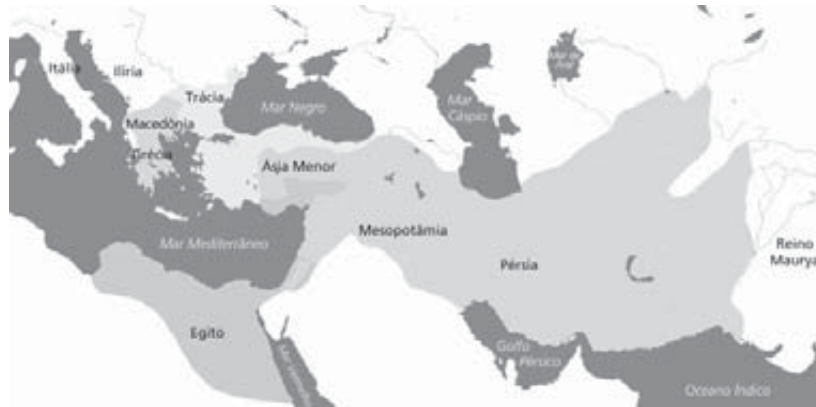 Itália
Ilíria
Trácia
Mar Negro
Mar
Cáspio
Macedônia
Grécia
Ásia Menor
Mar Mediterrâneo
Mesopotâmia
Pérsia
Reino
Maurya
Egito
Golfo
Pérsico
Oceano Índico